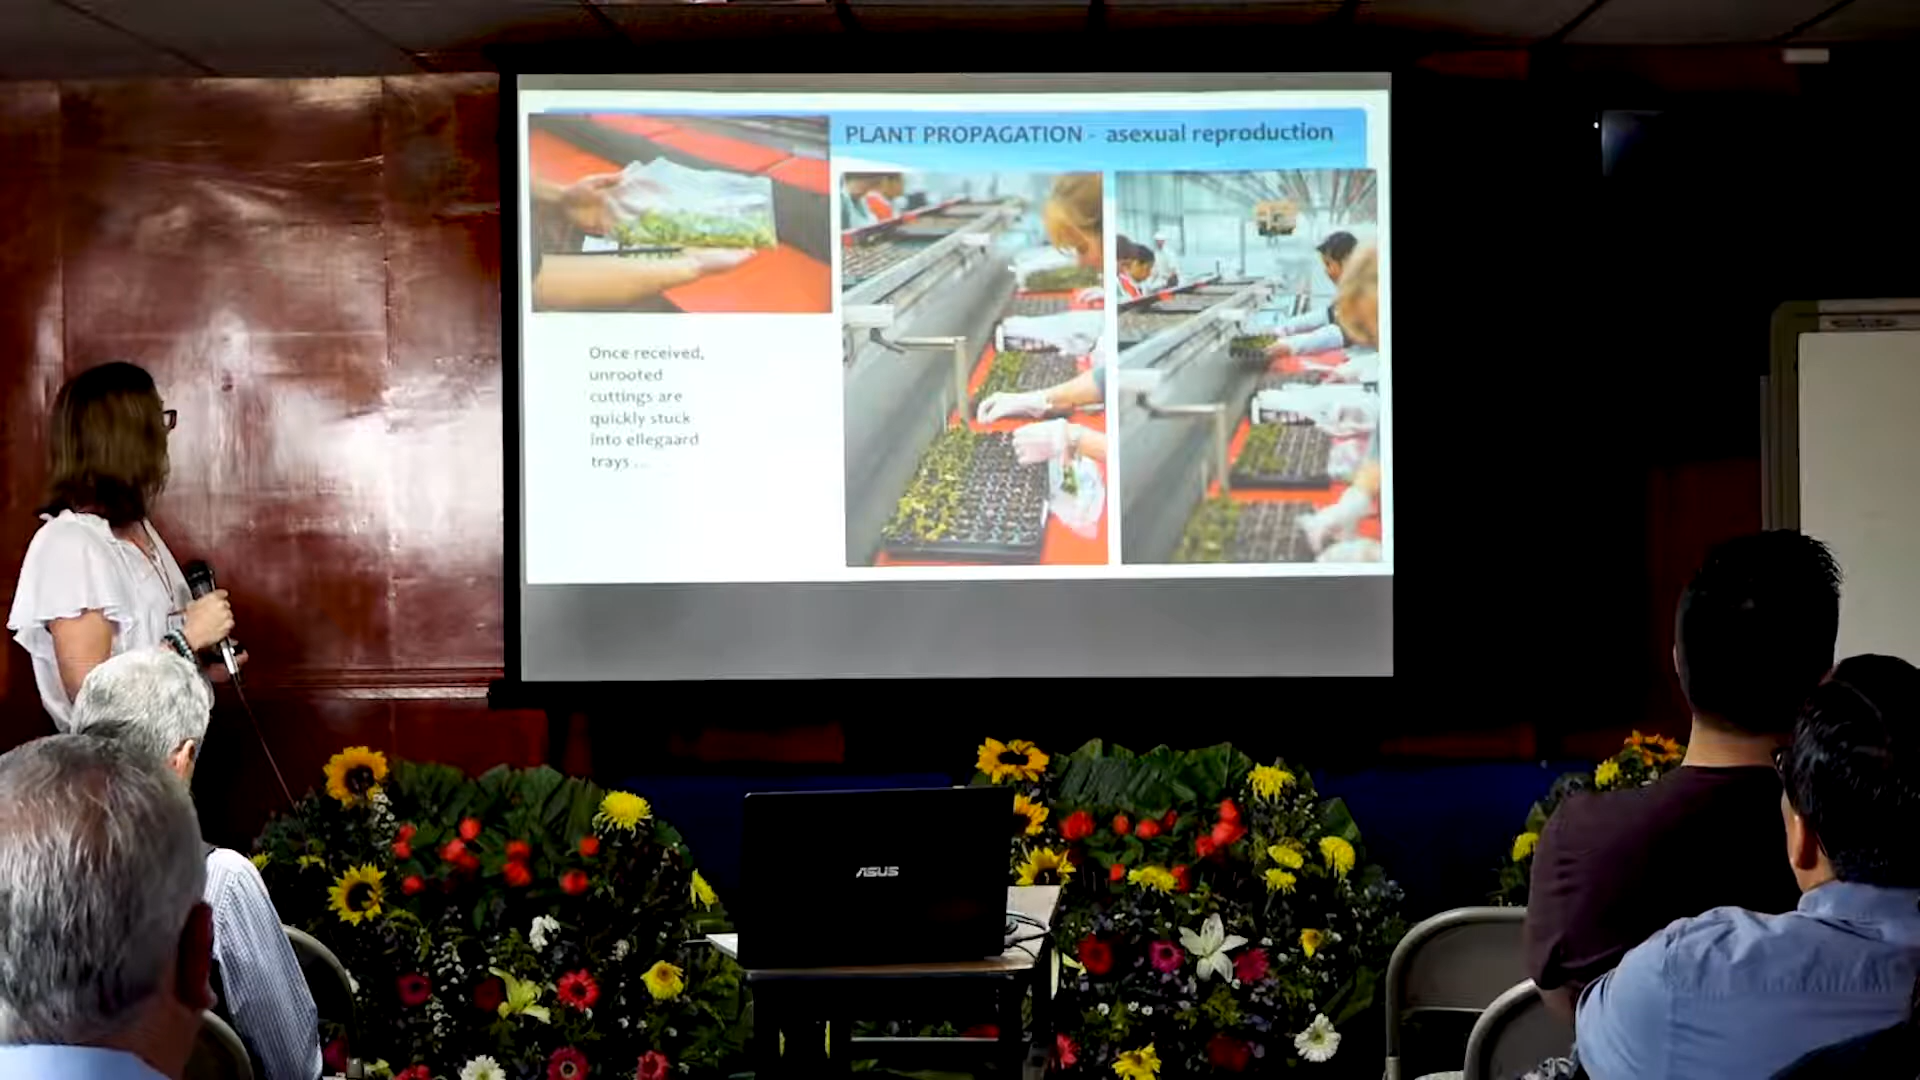 PLANT PROPAGATION - asexual reproduction
Once received,
unrooted
cuttings are
quickly stuck
into ellegaard
trays ...
ASUS